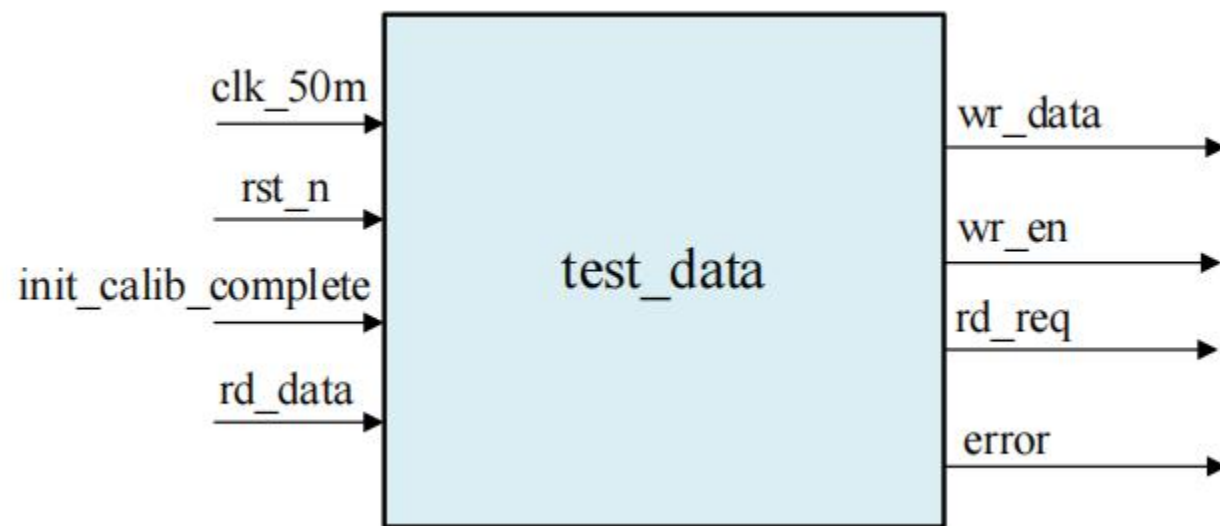 clk_50m
rst_n
init_calib_complete
rd_data
test_data
wr_data
wr_en
rd_req
error